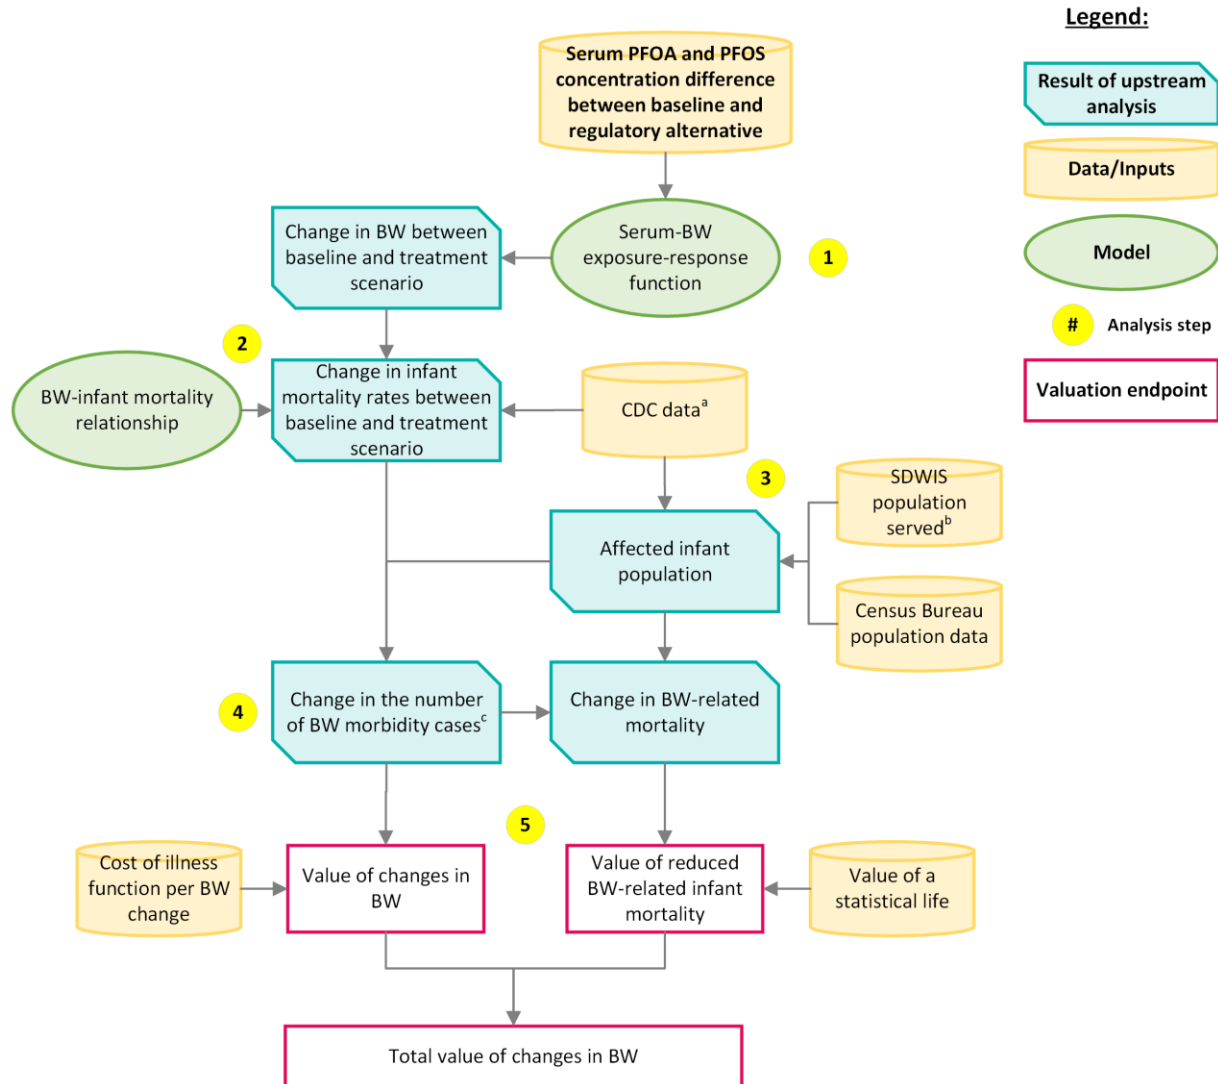 Legend:
Serum PFOA and PFOS
concentration difference
between baseline and
regulatory alternative
Result of upstream
analysis
Data/Inputs
Change in BW between
baseline and treatment
scenario
Serum-BW
exposure-response
function
1
Model
# Analysis step
2
BW-infant mortality
relationship
Change in infant
mortality rates between
baseline and treatment
scenario
CDC dataᵃ
Valuation endpoint
3
SDWIS
population
servedᵇ
Affected infant
population
Census Bureau
population data
4
Change in the number
of BW morbidity casesᶜ
Change in BW-related
mortality
5
Cost of illness
function per BW
change
Value of changes in
BW
Value of reduced
BW-related infant
mortality
Value of a
statistical life
Total value of changes in BW